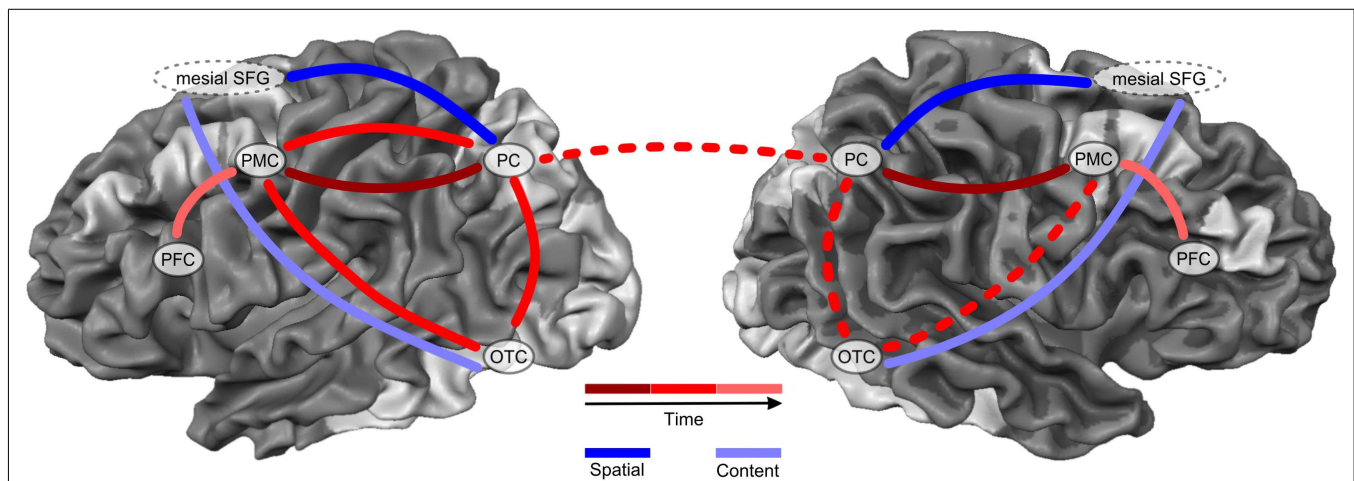 mesial SFG
PMC
PC
PFC
OTC
mesial SFG
PC
PMC
PFC
OTC
Time
Spatial
Content